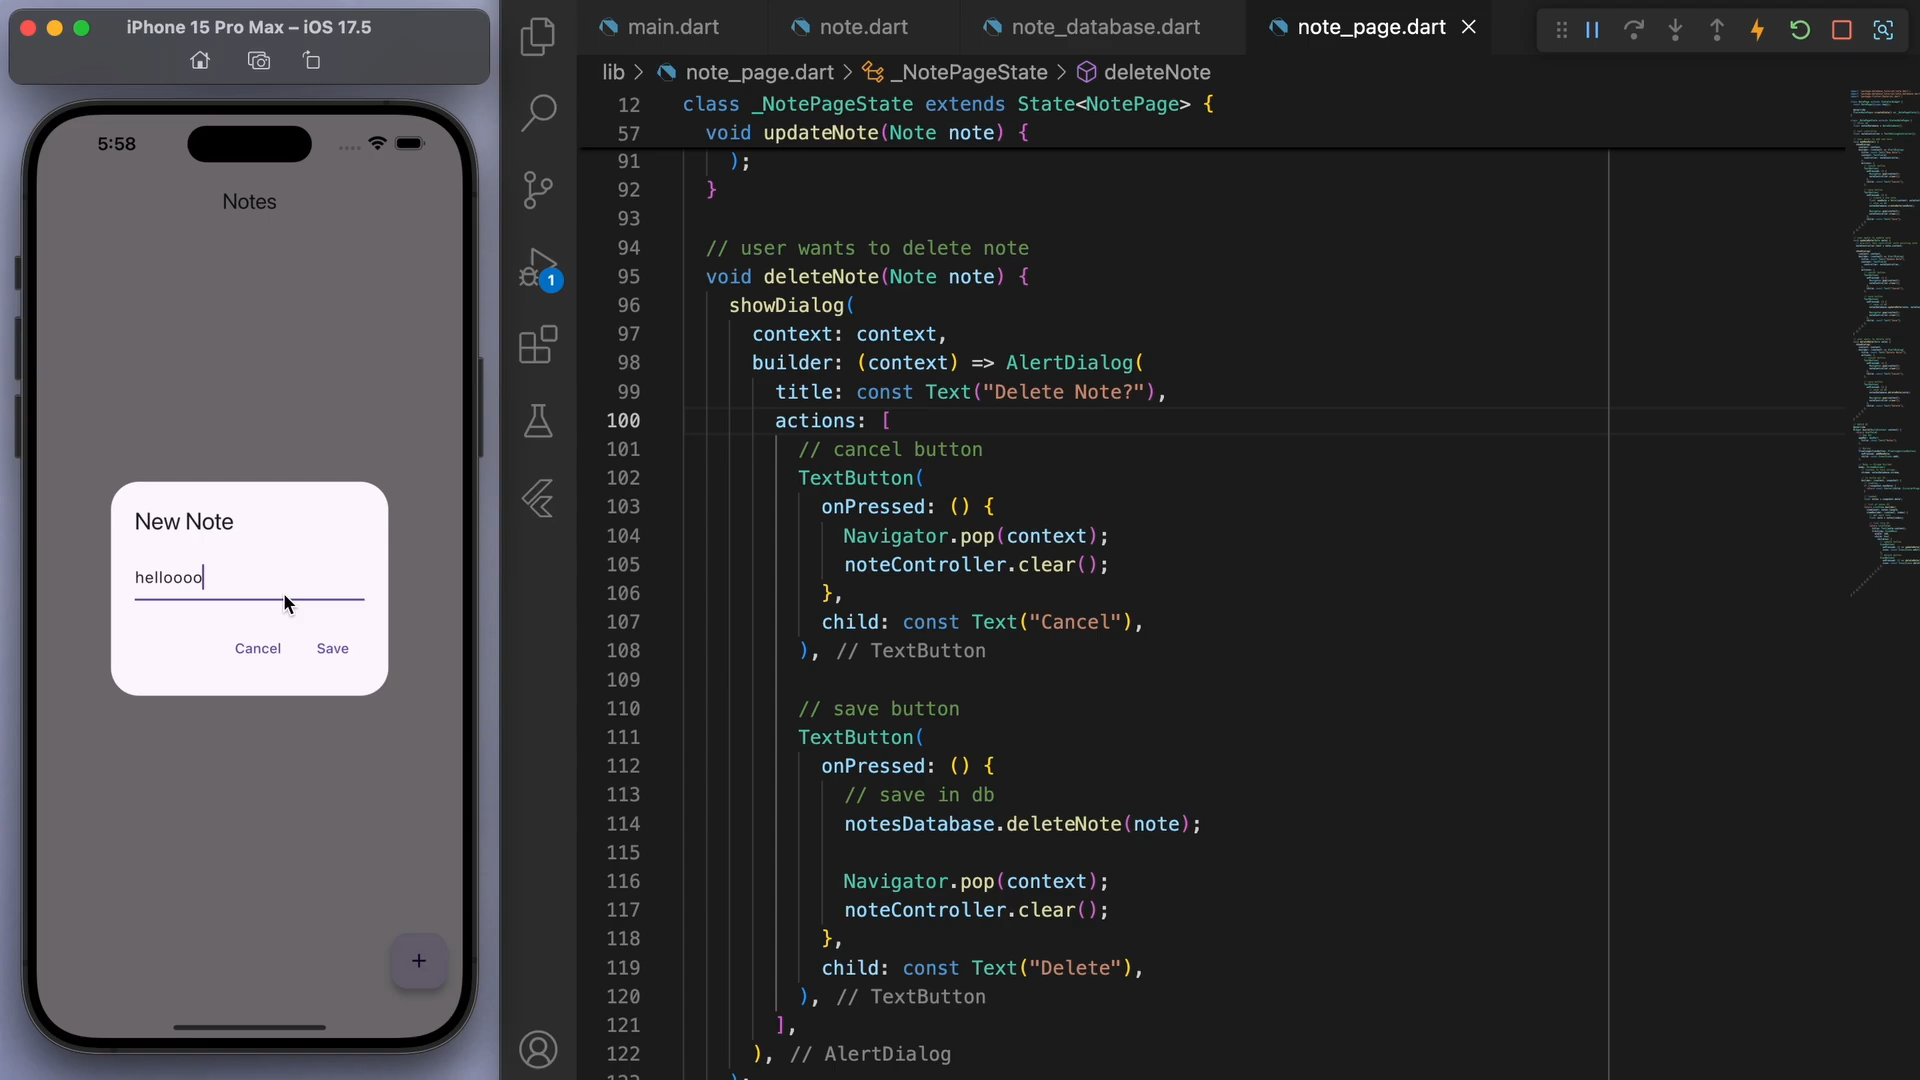 iPhone 15 Pro Max – iOS 17.5
5:58
Notes
New Note
helloooo
Cancel Save
+
1
main.dart note.dart note_database.dart note_page.dart
lib > note_page.dart > _NotePageState > deleteNote
12 class _NotePageState extends State<NotePage> {
57 void updateNote(Note note) {
91 );
92 }
93
94 // user wants to delete note
95 void deleteNote(Note note) {
96 showDialog(
97 context: context,
98 builder: (context) => AlertDialog(
99 title: const Text("Delete Note?"),
100 actions: [
101 // cancel button
102 TextButton(
103 onPressed: () {
104 Navigator.pop(context);
105 noteController.clear();
106 },
107 child: const Text("Cancel"),
108 ), // TextButton
109
110 // save button
111 TextButton(
112 onPressed: () {
113 // save in db
114 notesDatabase.deleteNote(note);
115
116 Navigator.pop(context);
117 noteController.clear();
118 },
119 child: const Text("Delete"),
120 ), // TextButton
121 ],
122 ), // AlertDialog